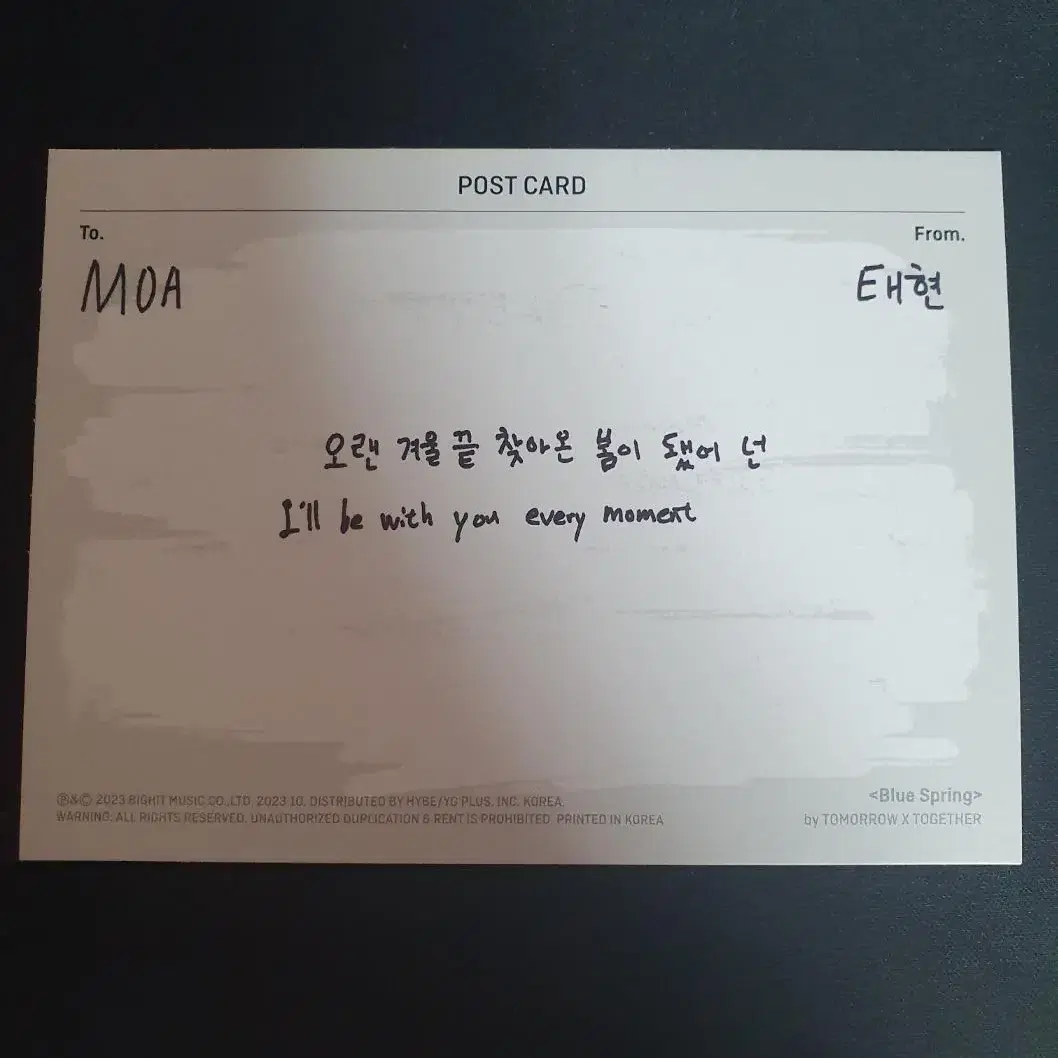 POST CARD
To.
From.
MOA
태현
오랜 겨울 끝 찾아온 봄이 됐어 넌
I'll be with you every moment
Ⓟ&© 2023 BIGHIT MUSIC CO.,LTD. 2023.10. DISTRIBUTED BY HYBE/YG PLUS, INC. KOREA.
WARNING: ALL RIGHTS RESERVED. UNAUTHORIZED DUPLICATION & RENT IS PROHIBITED. PRINTED IN KOREA
<Blue Spring>
by TOMORROW X TOGETHER